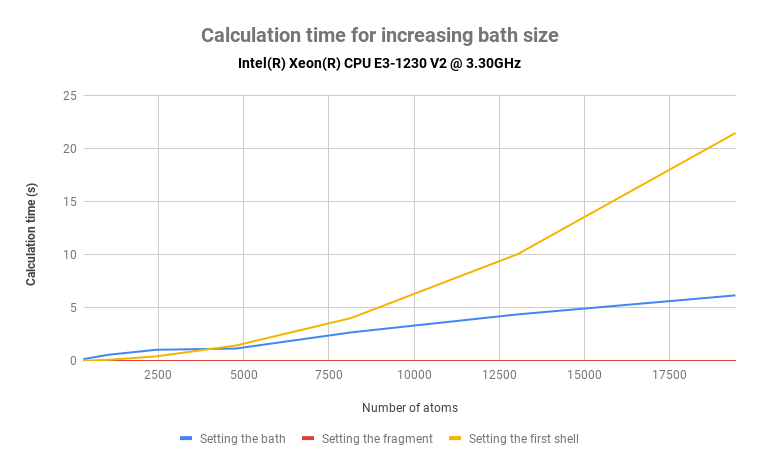 Calculation time for increasing bath size
Intel(R) Xeon(R) CPU E3-1230 V2 @ 3.30GHz
Calculation time (s)
25
20
15
10
5
0
2500 5000 7500 10000 12500 15000 17500
Number of atoms
Setting the bath Setting the fragment Setting the first shell